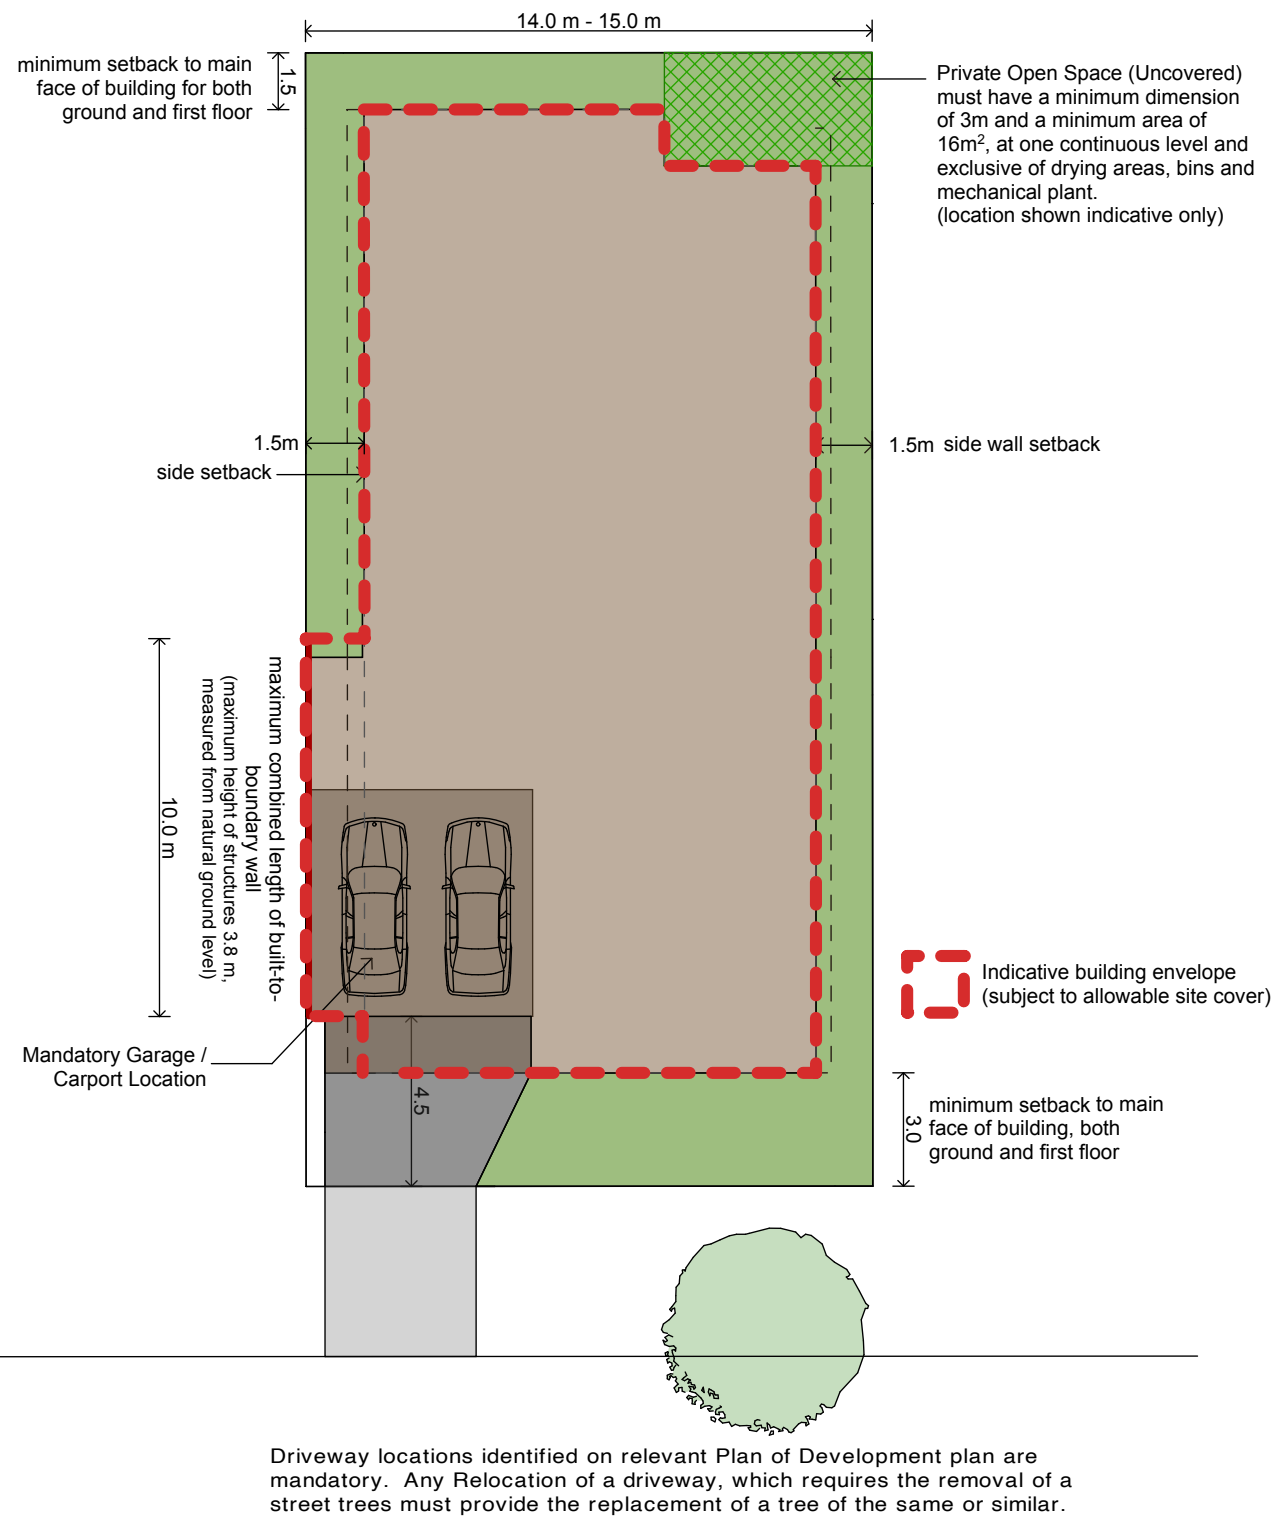 14.0 m - 15.0 m
minimum setback to main
face of building for both
ground and first floor
1.5
Private Open Space (Uncovered)
must have a minimum dimension
of 3m and a minimum area of
16m², at one continuous level and
exclusive of drying areas, bins and
mechanical plant.
(location shown indicative only)
1.5m
side setback
1.5m side wall setback
10.0 m
maximum combined length of built-to-
boundary wall
(maximum height of structures 3.8 m,
measured from natural ground level)
Indicative building envelope
(subject to allowable site cover)
Mandatory Garage /
Carport Location
4.5
3.0
minimum setback to main
face of building, both
ground and first floor
Driveway locations identified on relevant Plan of Development plan are
mandatory. Any Relocation of a driveway, which requires the removal of a
street trees must provide the replacement of a tree of the same or similar.